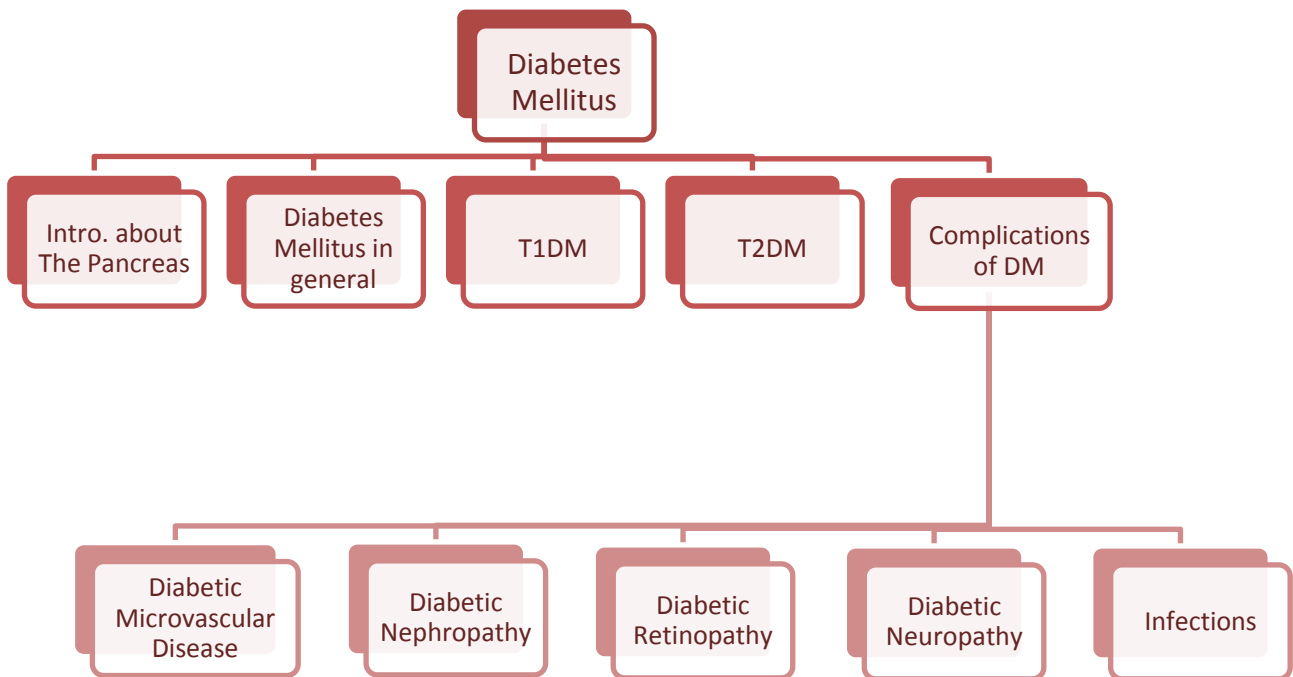 Diabetes
Mellitus
Intro. about
The Pancreas
Diabetes
Mellitus in
general
T1DM
T2DM
Complications
of DM
Diabetic
Microvascular
Disease
Diabetic
Nephropathy
Diabetic
Retinopathy
Diabetic
Neuropathy
Infections